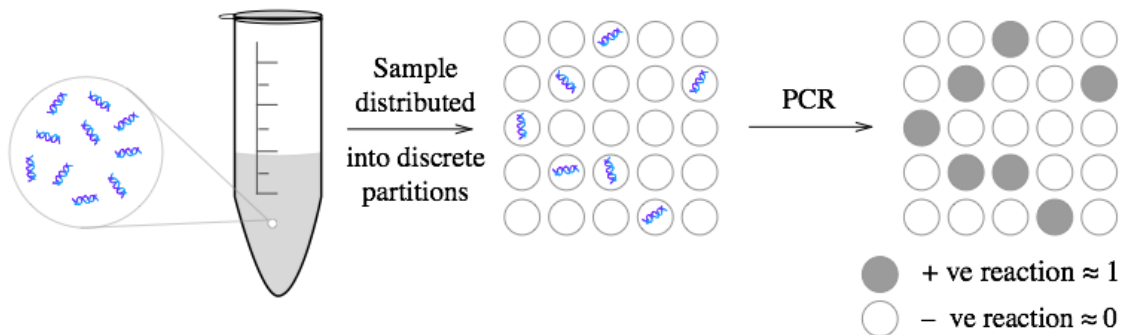 Sample
distributed
into discrete
partitions
PCR
+ ve reaction ≈ 1
– ve reaction ≈ 0